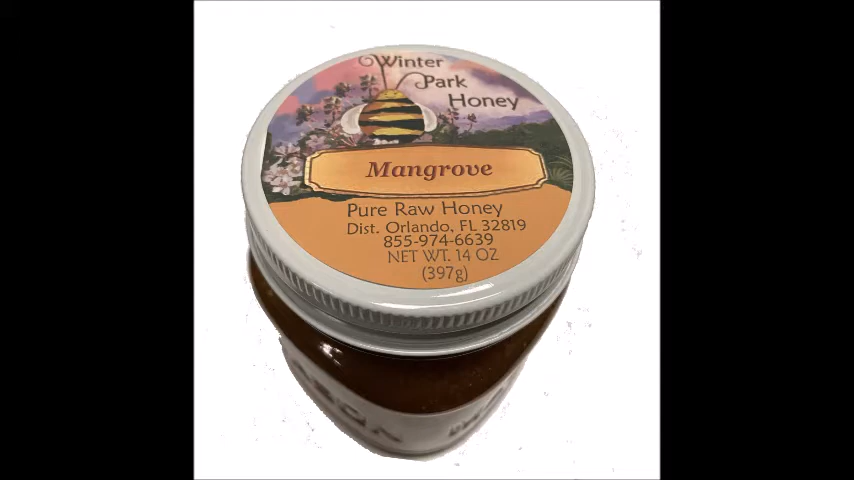 Winter
Park
Honey
Mangrove
Pure Raw Honey
Dist. Orlando, FL 32819
855-974-6639
NET WT. 14 OZ
(397g)